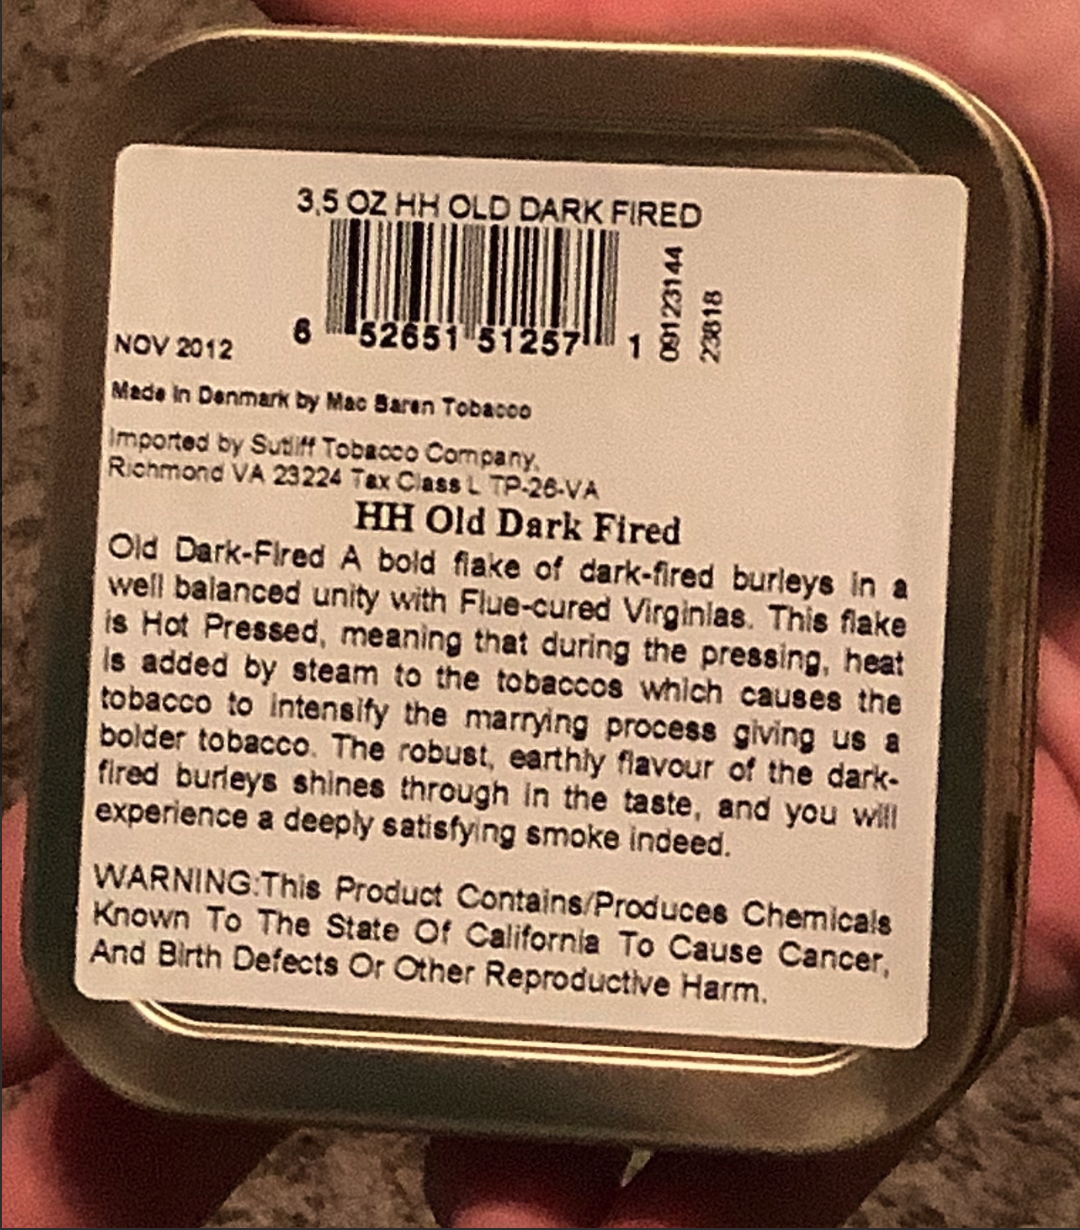 3.5 OZ HH OLD DARK FIRED
6 52651 51257 1
09123144
23818
NOV 2012
Made in Denmark by Mac Baren Tobacco
Imported by Sutliff Tobacco Company,
Richmond VA 23224 Tax Class L TP-26-VA
HH Old Dark Fired
Old Dark-Fired A bold flake of dark-fired burleys in a
well balanced unity with Flue-cured Virginias. This flake
is Hot Pressed, meaning that during the pressing, heat
is added by steam to the tobaccos which causes the
tobacco to intensify the marrying process giving us a
bolder tobacco. The robust, earthly flavour of the dark-
fired burleys shines through in the taste, and you will
experience a deeply satisfying smoke indeed.
WARNING:This Product Contains/Produces Chemicals
Known To The State Of California To Cause Cancer,
And Birth Defects Or Other Reproductive Harm.